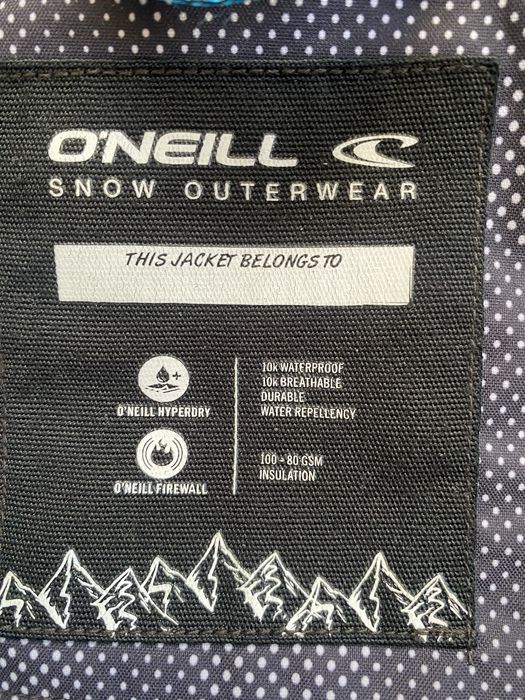 O'NEILL
SNOW OUTERWEAR
THIS JACKET BELONGS TO
O'NEILL HYPERDRY
10K WATERPROOF
10K BREATHABLE
DURABLE
WATER REPELLENCY
O'NEILL FIREWALL
100 - 80 GSM
INSULATION